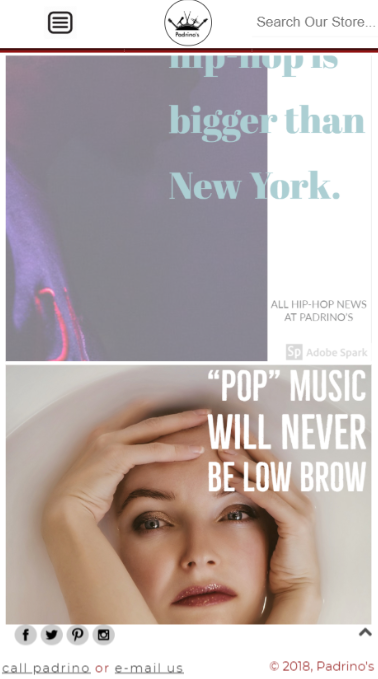 Padrino's
Search Our Store...
hip-hop is
bigger than
New York.
ALL HIP-HOP NEWS
AT PADRINO'S
Sp Adobe Spark
“POP” MUSIC
WILL NEVER
BE LOW BROW
call padrino or e-mail us
© 2018, Padrino's